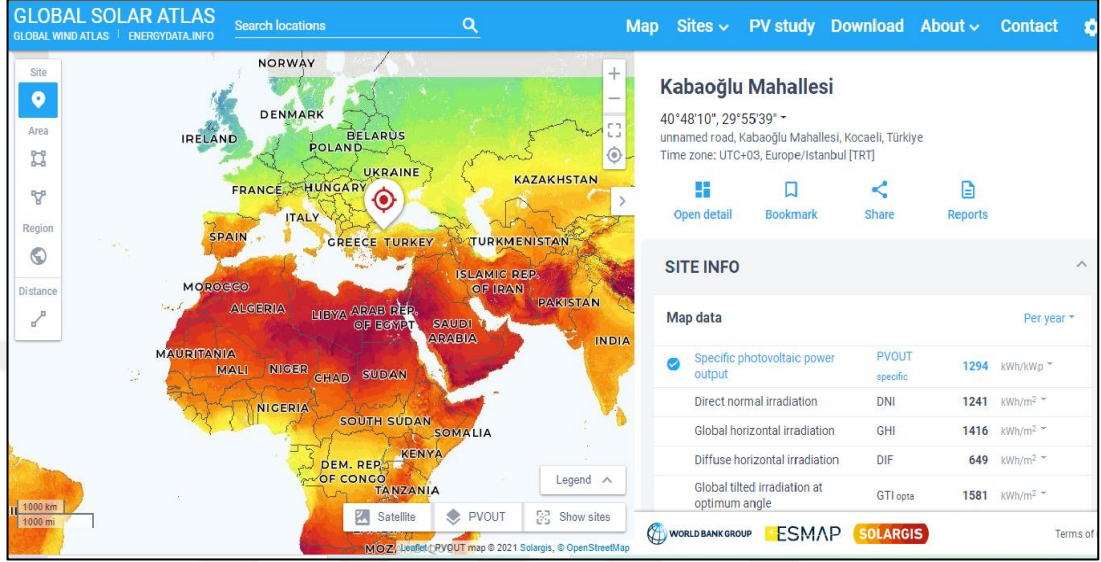 GLOBAL SOLAR ATLAS
GLOBAL WIND ATLAS | ENERGYDATA.INFO
Search locations
Map Sites PV study Download About Contact
Site
Area
Region
Distance
NORWAY
DENMARK
IRELAND
BELARUS
POLAND
UKRAINE
KAZAKHSTAN
FRANCE
HUNGARY
ITALY
SPAIN
GREECE
TURKEY
TURKMENISTAN
MOROCCO
ISLAMIC REP.
OF IRAN
ALGERIA
LIBYA
ARAB REP.
OF EGYPT
SAUDI
ARABIA
PAKISTAN
INDIA
MAURITANIA
MALI
NIGER
CHAD
SUDAN
NIGERIA
SOUTH SUDAN
SOMALIA
KENYA
DEM. REP.
OF CONGO
TANZANIA
1000 km
1000 mi
Legend
Satellite
PVOUT
Show sites
Leaflet | PVOUT map © 2021 Solargis, © OpenStreetMap
Kabaoğlu Mahallesi
40°48'10", 29°55'39"
unnamed road, Kabaoğlu Mahallesi, Kocaeli, Türkiye
Time zone: UTC+03, Europe/Istanbul [TRT]
Open detail Bookmark Share Reports
SITE INFO
Map data Per year
Specific photovoltaic power output PVOUT specific 1294 kWh/kWp
Direct normal irradiation DNI 1241 kWh/m²
Global horizontal irradiation GHI 1416 kWh/m²
Diffuse horizontal irradiation DIF 649 kWh/m²
Global tilted irradiation at optimum angle GTI opta 1581 kWh/m²
WORLD BANK GROUP ESMAP SOLARGIS Terms of